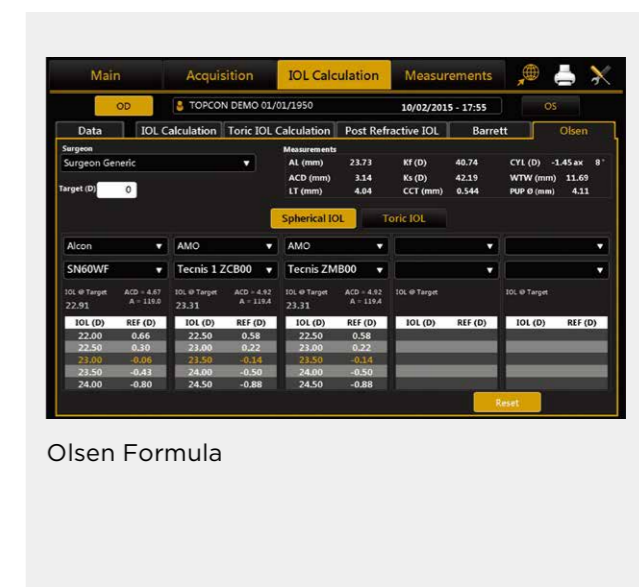 Main Acquisition IOL Calculation Measurements
OD TOPCON DEMO 01/01/1950 10/02/2015 - 17:55 OS
Data IOL Calculation Toric IOL Calculation Post Refractive IOL Barrett Olsen
Surgeon Measurements
Surgeon Generic AL (mm) 23.73 Kf (D) 40.74 CYL (D) -1.45 ax 8°
ACD (mm) 3.14 Ks (D) 42.19 WTW (mm) 11.69
Target (D) 0 LT (mm) 4.04 CCT (mm) 0.544 PUP Ø (mm) 4.11
Spherical IOL Toric IOL
Alcon AMO AMO
SN60WF Tecnis 1 ZCB00 Tecnis ZMB00
IOL @ Target ACD = 4.67 IOL @ Target ACD = 4.92 IOL @ Target ACD = 4.92 IOL @ Target IOL @ Target
22.91 A = 119.0 23.31 A = 119.4 23.31 A = 119.4
IOL (D) REF (D) IOL (D) REF (D) IOL (D) REF (D) IOL (D) REF (D) IOL (D) REF (D)
22.00 0.66 22.50 0.58 22.50 0.58
22.50 0.30 23.00 0.22 23.00 0.22
23.00 -0.06 23.50 -0.14 23.50 -0.14
23.50 -0.43 24.00 -0.50 24.00 -0.50
24.00 -0.80 24.50 -0.88 24.50 -0.88
Reset
Olsen Formula